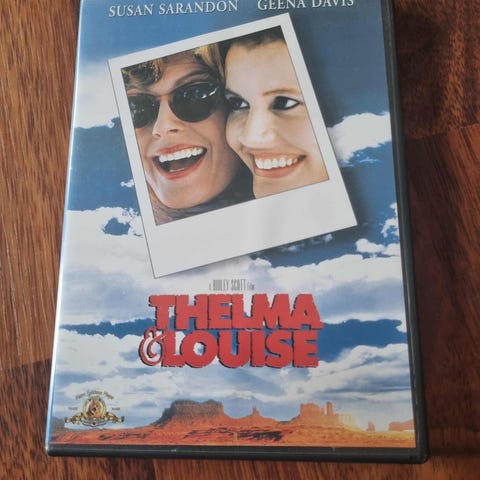 SUSAN SARANDON GEENA DAVIS
A RIDLEY SCOTT Film
THELMA
& LOUISE